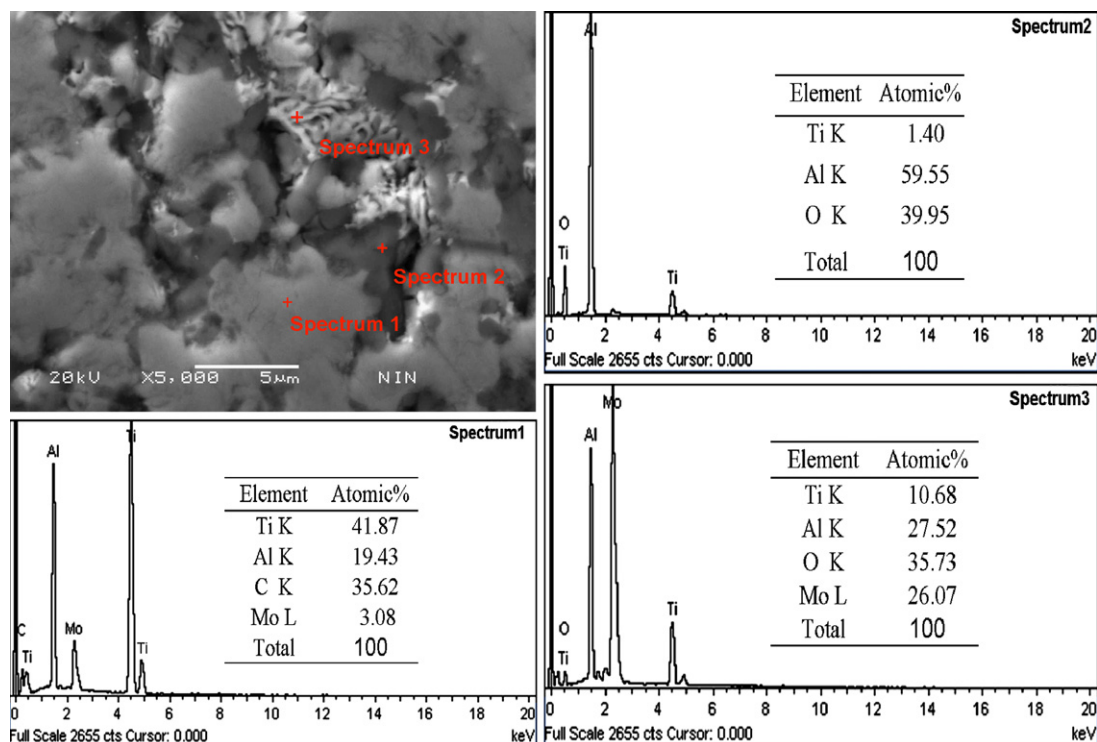 Spectrum 3
Spectrum 2
Spectrum 1
20kV X5,000 5μm NIN
Spectrum2
Al
O
Ti
Ti
Element Atomic%
Ti K 1.40
Al K 59.55
O K 39.95
Total 100
0 2 4 6 8 10 12 14 16 18 20
Full Scale 2655 cts Cursor: 0.000 keV
Spectrum1
Ti
Al
Mo
C
Ti
Ti
Element Atomic%
Ti K 41.87
Al K 19.43
C K 35.62
Mo L 3.08
Total 100
0 2 4 6 8 10 12 14 16 18 20
Full Scale 2655 cts Cursor: 0.000 keV
Spectrum3
Mo
Al
Ti
O
Ti
Element Atomic%
Ti K 10.68
Al K 27.52
O K 35.73
Mo L 26.07
Total 100
0 2 4 6 8 10 12 14 16 18 20
Full Scale 2655 cts Cursor: 0.000 keV